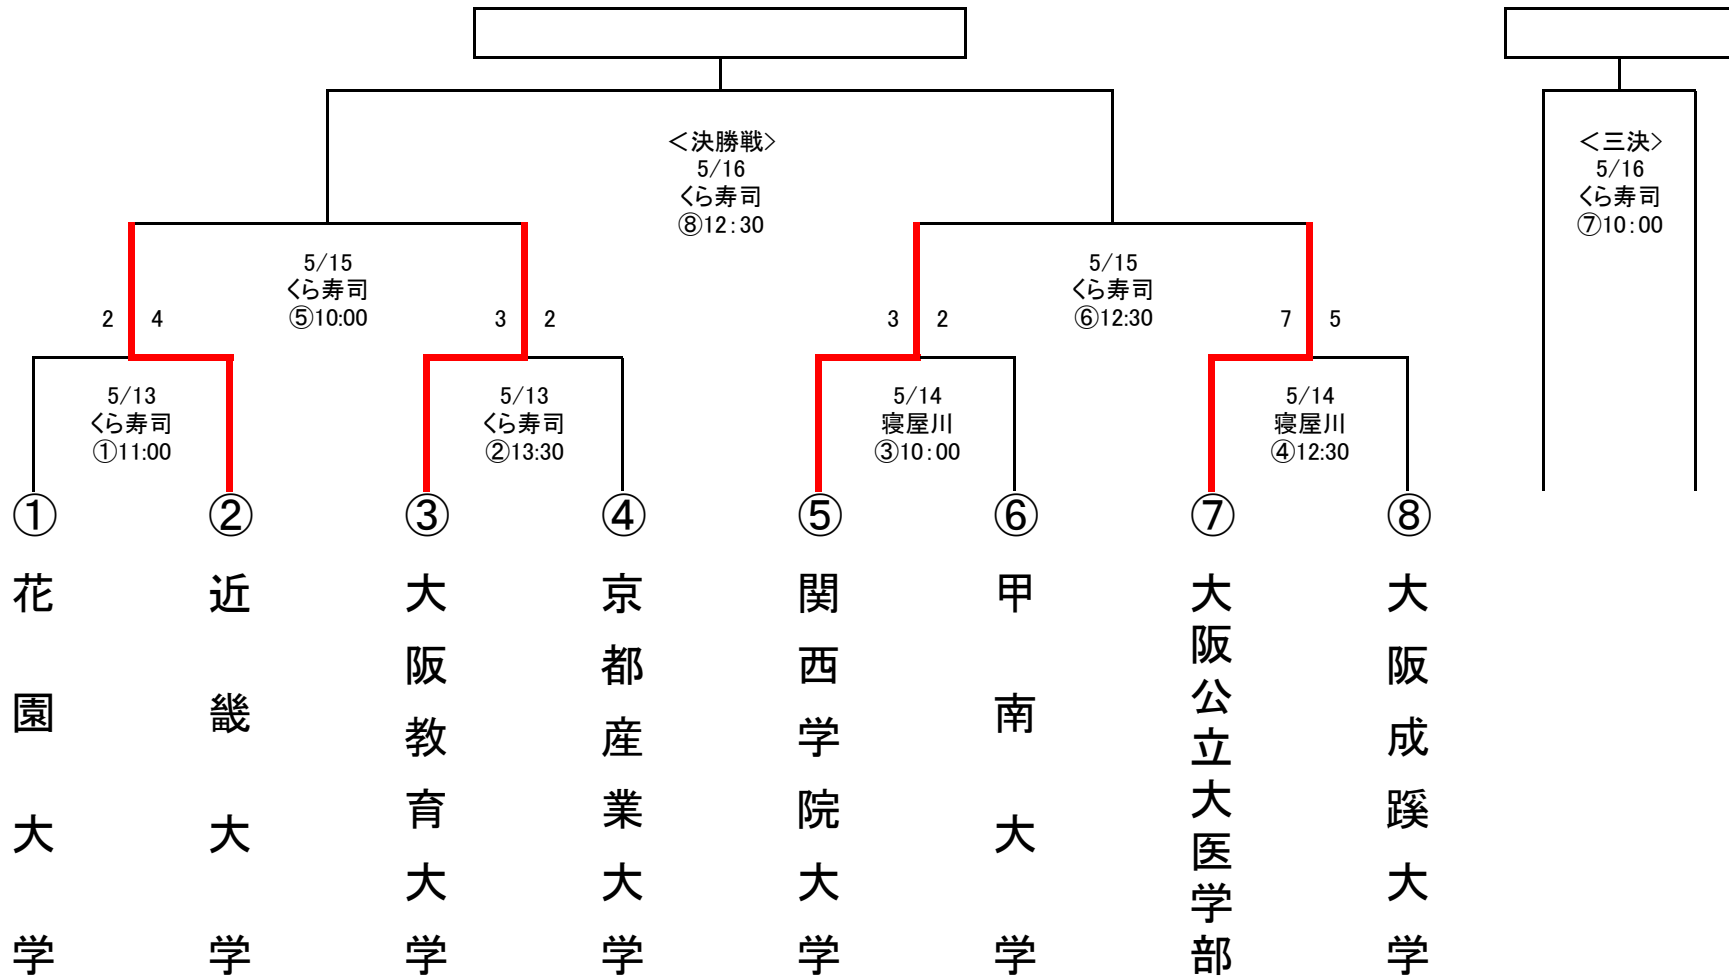 ＜決勝戦＞
5/16
くら寿司
⑧12:30
＜三決＞
5/16
くら寿司
⑦10:00
5/15
くら寿司
⑤10:00
5/15
くら寿司
⑥12:30
2 4
3 2
3 2
7 5
5/13
くら寿司
①11:00
5/13
くら寿司
②13:30
5/14
寝屋川
③10:00
5/14
寝屋川
④12:30
①
花園大学
②
近畿大学
③
大阪教育大学
④
京都産業大学
⑤
関西学院大学
⑥
甲南大学
⑦
大阪公立大医学部
⑧
大阪成蹊大学